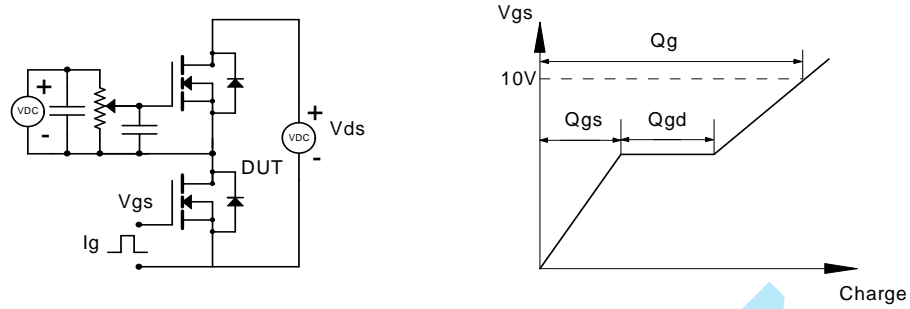 +
VDC
-
Vgs
Ig
DUT
+
VDC
-
Vds
Vgs
Qg
10V
Qgs
Qgd
Charge